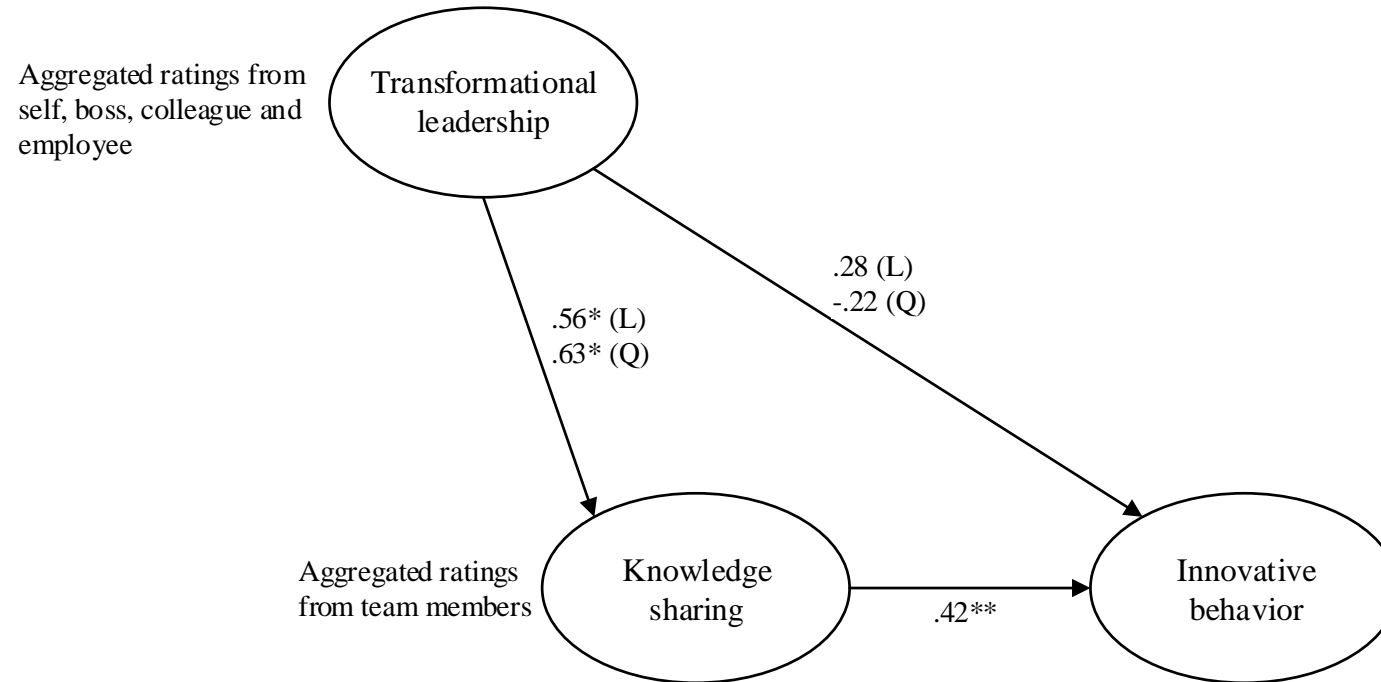 Aggregated ratings from
self, boss, colleague and
employee
Transformational
leadership
.28 (L)
-.22 (Q)
.56* (L)
.63* (Q)
Aggregated ratings
from team members
Knowledge
sharing
.42**
Innovative
behavior